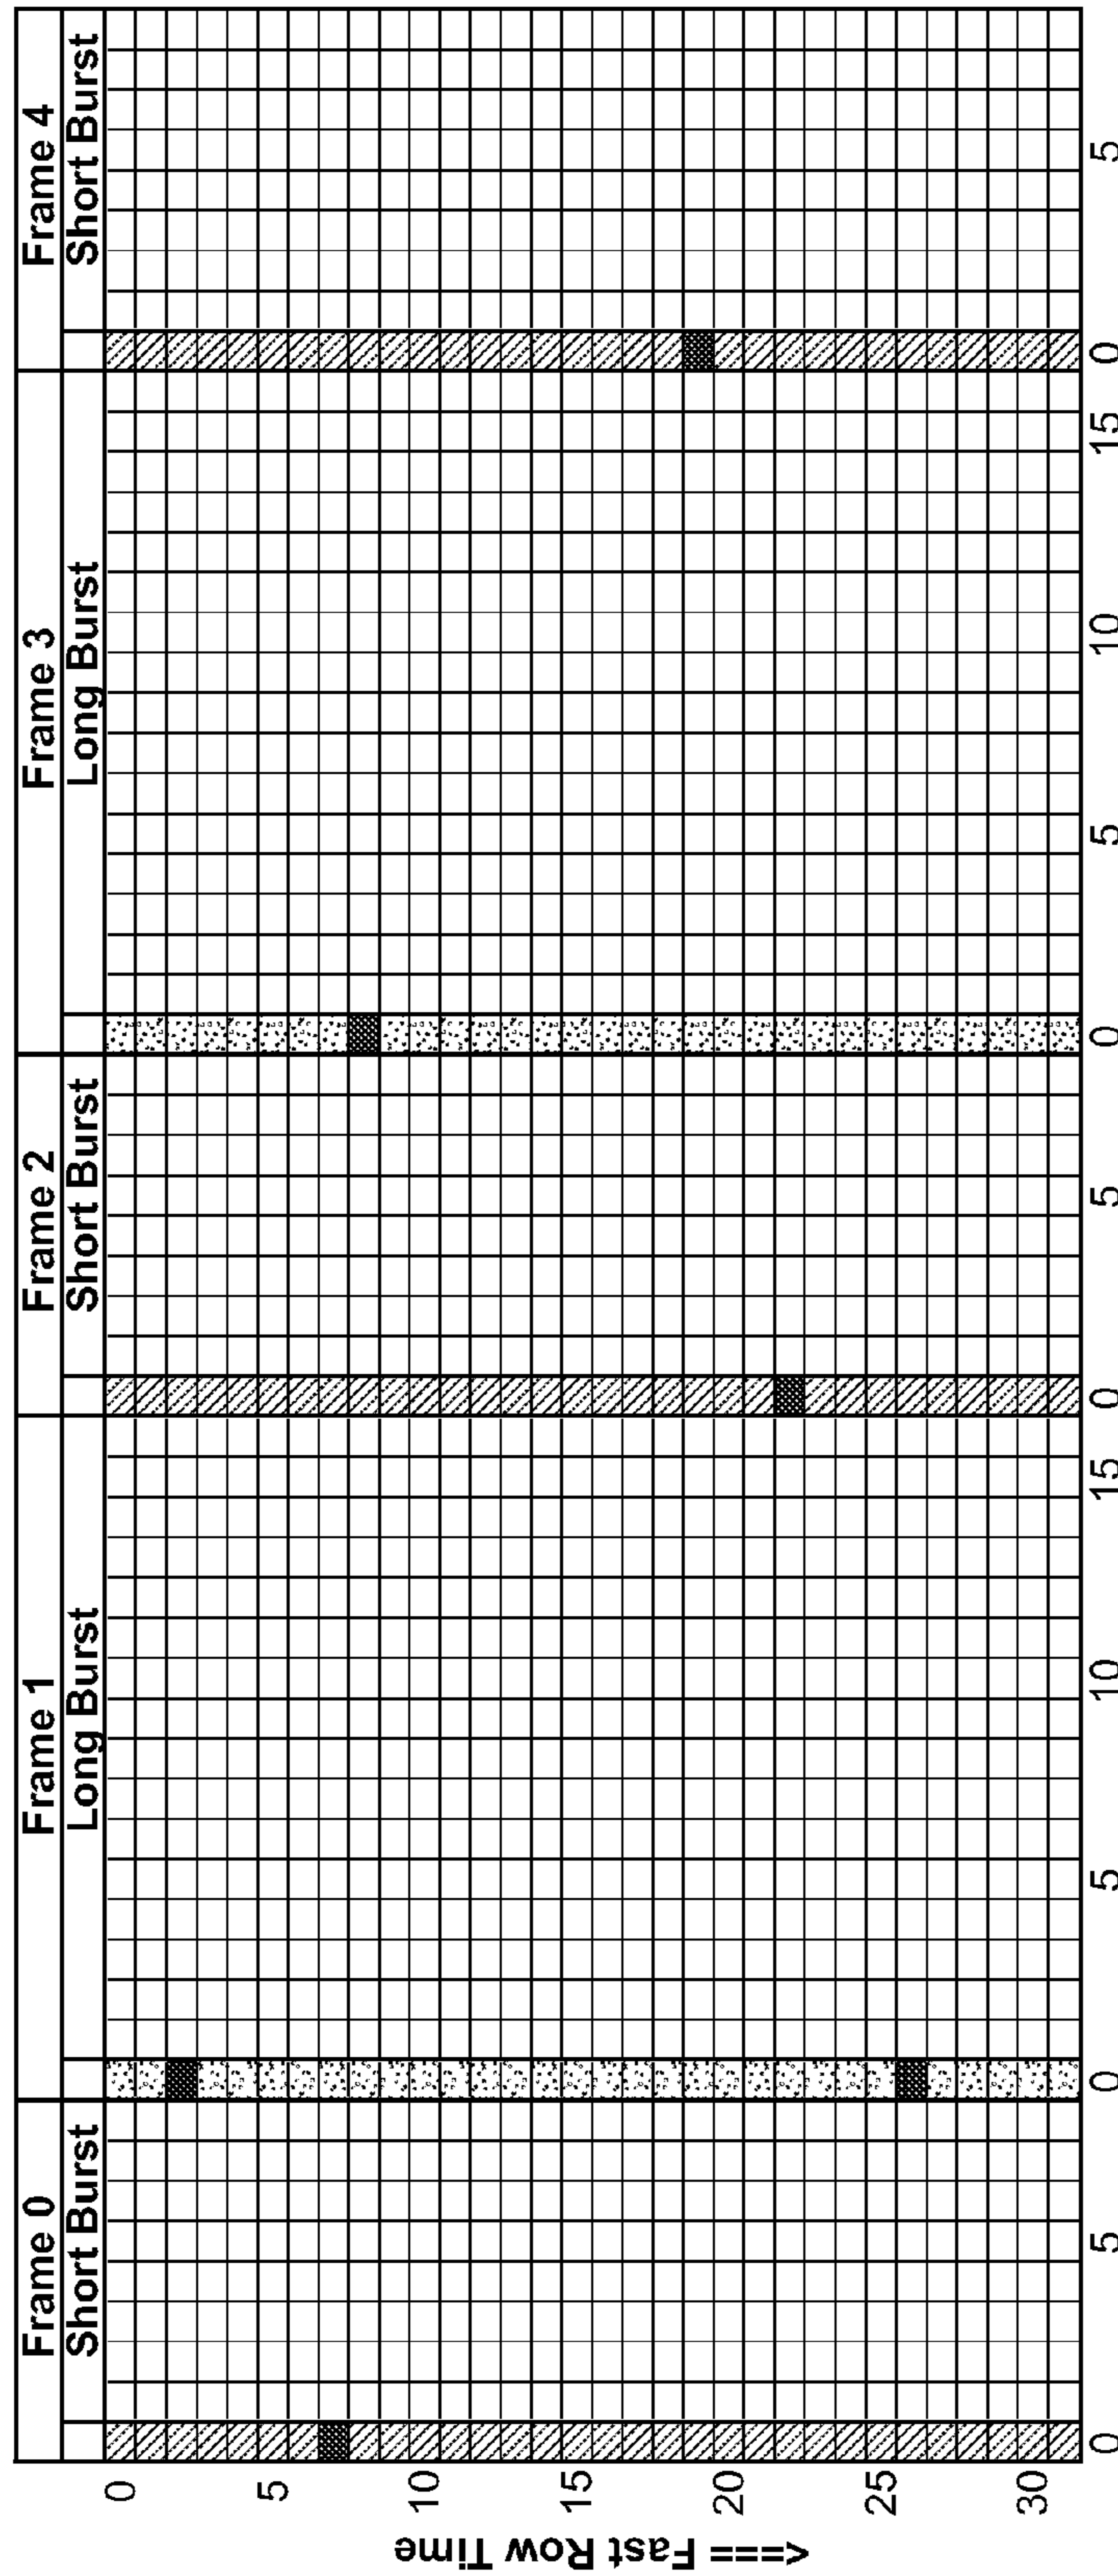 Frame 0 Frame 1 Frame 2 Frame 3 Frame 4
Short Burst Long Burst Short Burst Long Burst Short Burst
0
5
10
15
20
25
30
<=== Fast Row Time
0 5 0 5 10 15 0 5 0 5 10 15 0 5